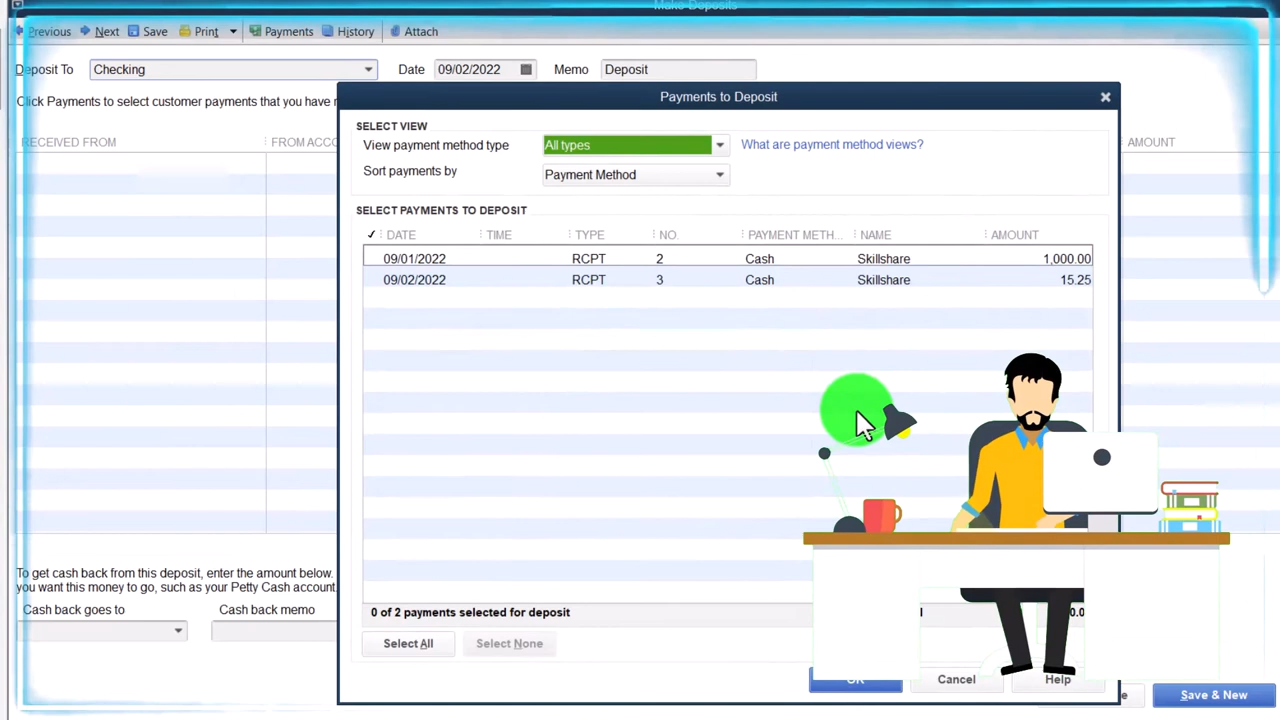 Make Deposits
Previous Next Save Print Payments History Attach
Deposit To Checking Date 09/02/2022 Memo Deposit
Click Payments to select customer payments that you have
Payments to Deposit
SELECT VIEW
View payment method type All types What are payment method views?
Sort payments by Payment Method
RECEIVED FROM FROM ACCO AMOUNT
SELECT PAYMENTS TO DEPOSIT
✓ DATE TIME TYPE NO. PAYMENT METH... NAME AMOUNT
09/01/2022 RCPT 2 Cash Skillshare 1,000.00
09/02/2022 RCPT 3 Cash Skillshare 15.25
To get cash back from this deposit, enter the amount below.
you want this money to go, such as your Petty Cash account.
Cash back goes to Cash back memo
0 of 2 payments selected for deposit
Select All Select None
OK Cancel Help
Save & New